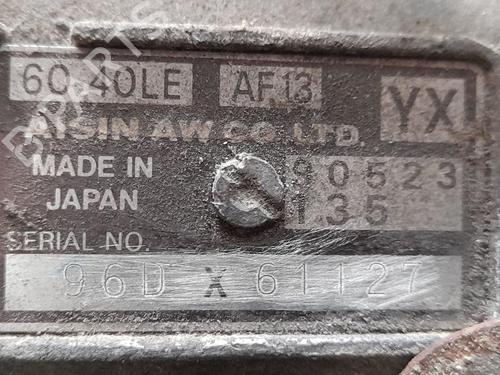 60.40LE AF13 YX
AISIN AW CO. LTD.
MADE IN 90523
JAPAN 135
SERIAL NO.
96D X 61127